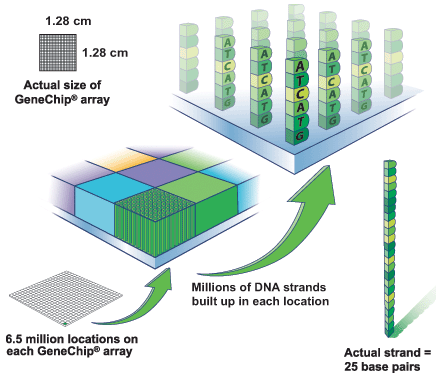 1.28 cm
1.28 cm
Actual size of
GeneChip® array
A T C A T G
A T C A T G
A T C A T G
A T C A T G
A T C A T G
A T C A T G
Millions of DNA strands
built up in each location
6.5 million locations on
each GeneChip® array
Actual strand =
25 base pairs